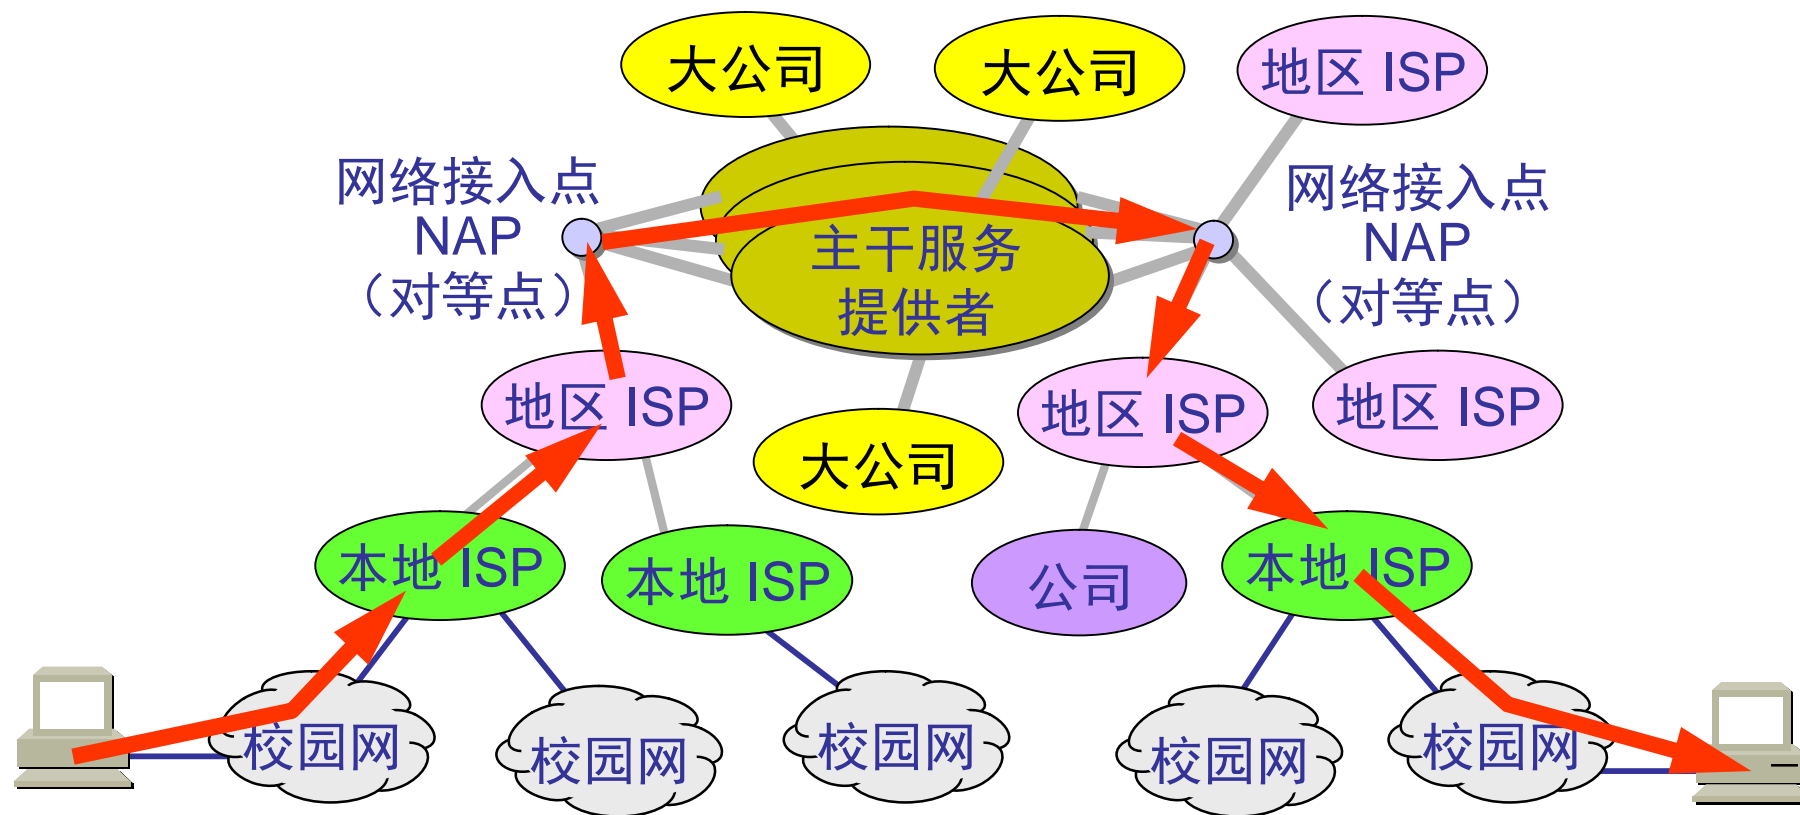 大公司
大公司
地区 ISP
网络接入点
NAP
（对等点）
网络接入点
NAP
（对等点）
主干服务
提供者
地区 ISP
地区 ISP
地区 ISP
大公司
本地 ISP
本地 ISP
公司
本地 ISP
校园网
校园网
校园网
校园网
校园网